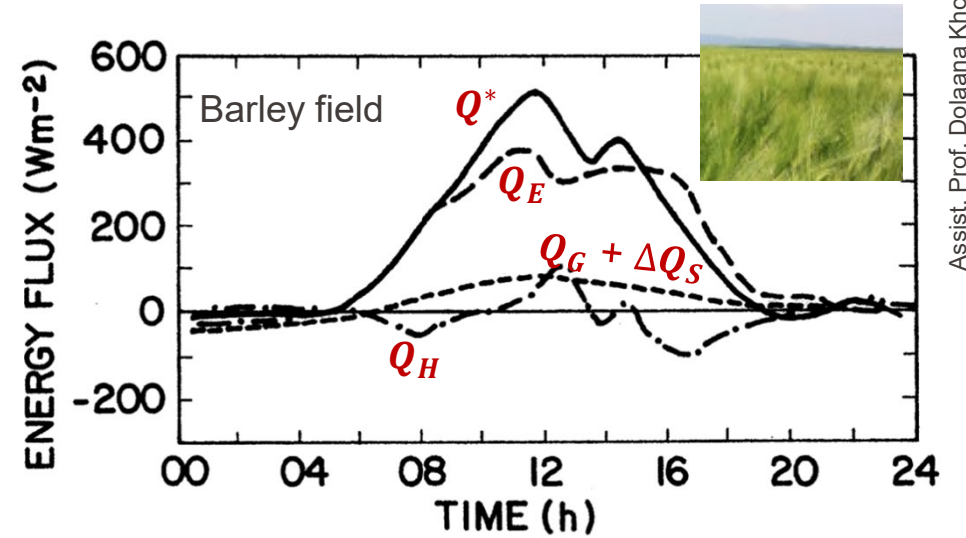 ENERGY FLUX (Wm-2)
600
400
200
0
-200
Barley field
Q*
Q_E
Q_G + ΔQ_S
Q_H
00 04 08 12 16 20 24
TIME (h)
Assist. Prof. Dolaana